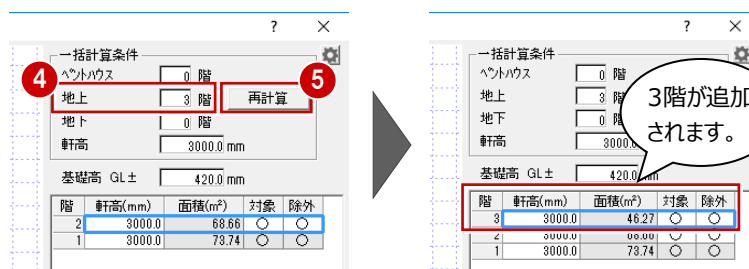 ? ×
一括計算条件
ペントハウス 0 階
4 地上 3 階 再計算 5
地下 0 階
軒高 3000.0 mm
基礎高 GL± 420.0 mm
階 軒高(mm) 面積(m²) 対象 除外
2 3000.0 68.66 ○ ○
1 3000.0 73.74 ○ ○
? ×
一括計算条件
ペントハウス 0 階
地上 3 階
地下 0 階
軒高 3000.0
3階が追加
されます。
基礎高 GL± 420.0 mm
階 軒高(mm) 面積(m²) 対象 除外
3 3000.0 46.27 ○ ○
2 3000.0 68.66 ○ ○
1 3000.0 73.74 ○ ○